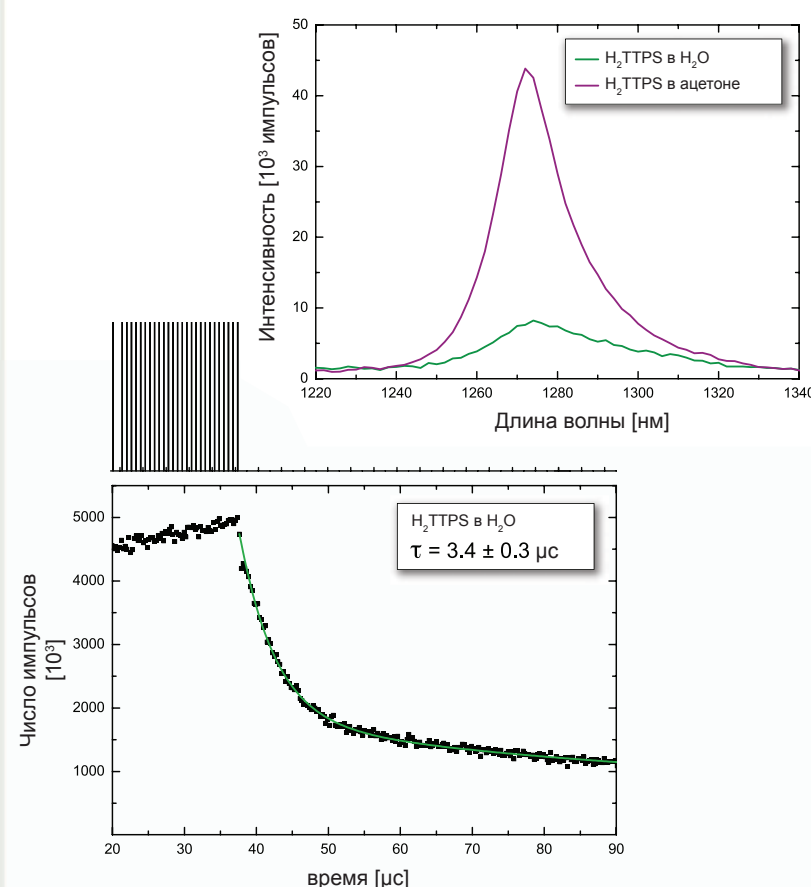 50
40
30
20
10
0
Интенсивность [10³ импульсов]
H₂TTPS в H₂O
H₂TTPS в ацетоне
1220 1240 1260 1280 1300 1320 1340
Длина волны [нм]
5000
4000
3000
2000
1000
Число импульсов
[10³]
H₂TTPS в H₂O
τ = 3.4 ± 0.3 µс
20 30 40 50 60 70 80 90
время [µс]